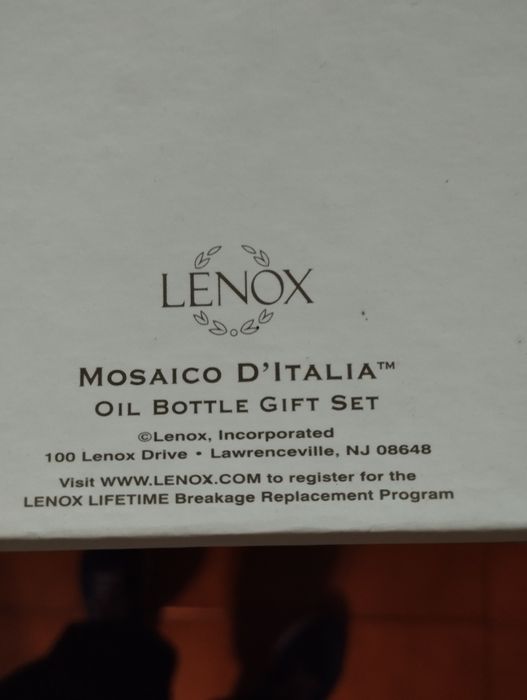 LENOX
MOSAICO D'ITALIA™
OIL BOTTLE GIFT SET
©Lenox, Incorporated
100 Lenox Drive • Lawrenceville, NJ 08648
Visit WWW.LENOX.COM to register for the
LENOX LIFETIME Breakage Replacement Program